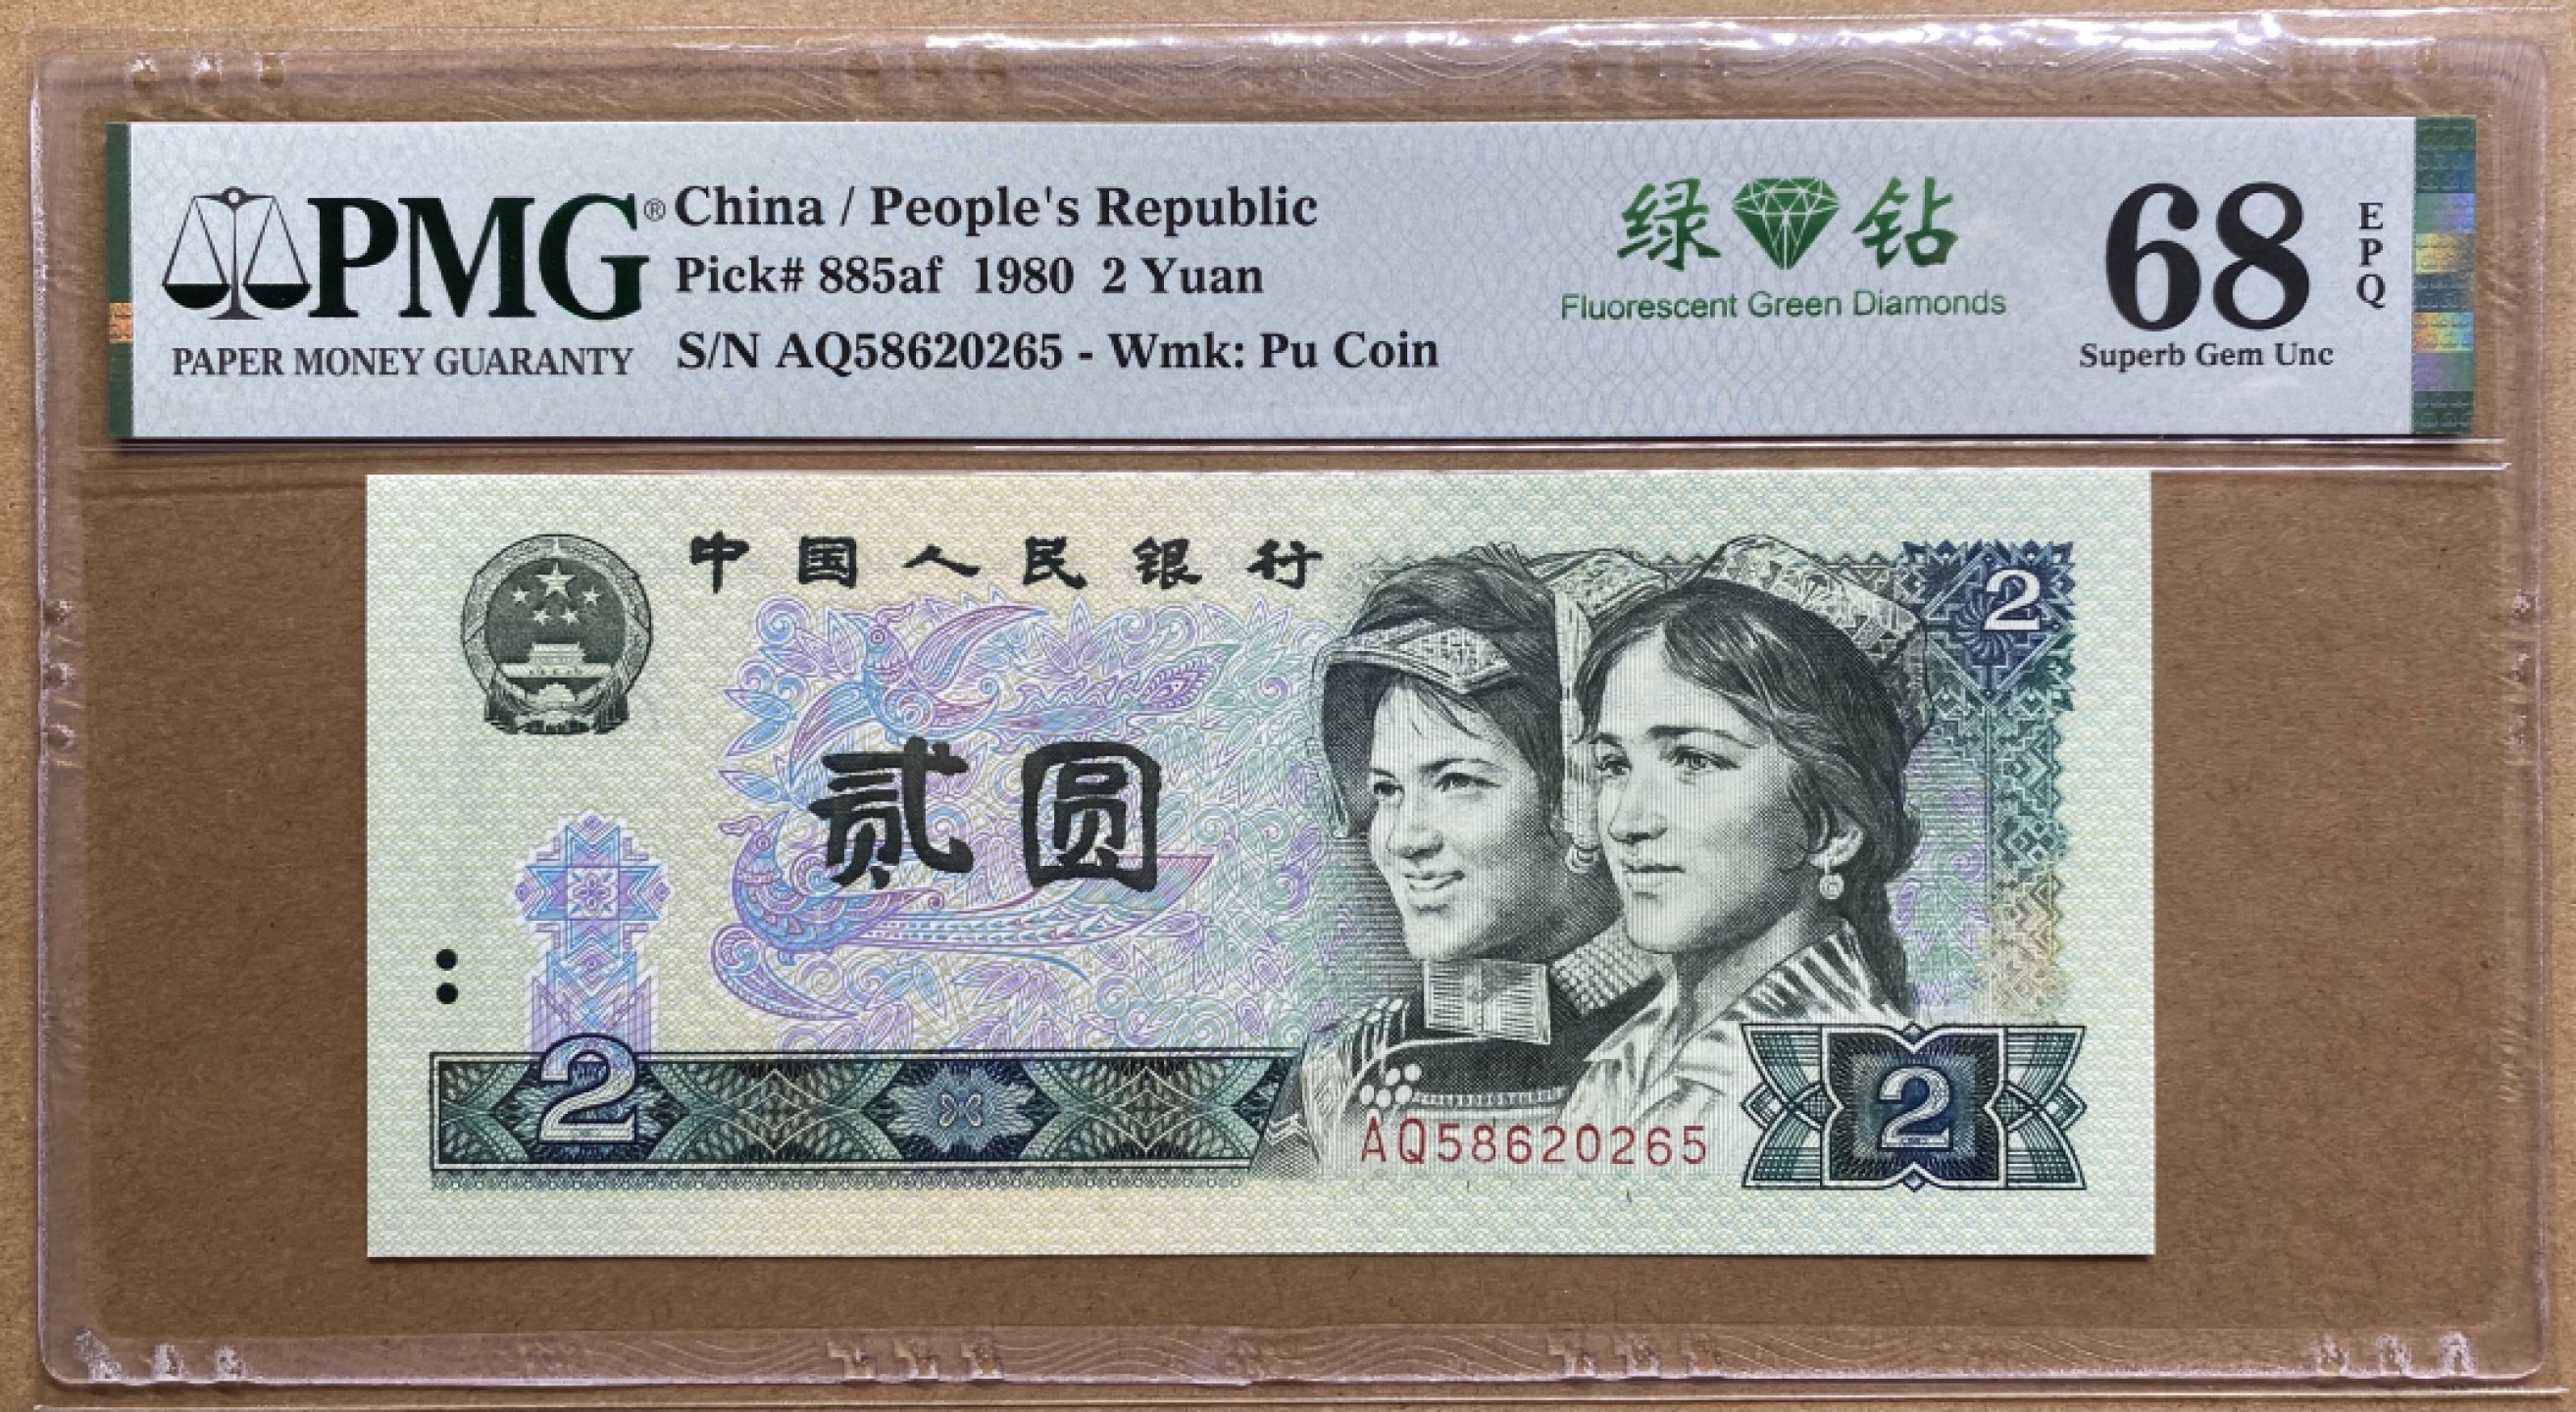 PMG®
PAPER MONEY GUARANTY
China / People's Republic
Pick# 885af 1980 2 Yuan
S/N AQ58620265 - Wmk: Pu Coin
绿钻
Fluorescent Green Diamonds
68
EPQ
Superb Gem Unc
中国人民银行
2
贰圆
2
AQ58620265
2